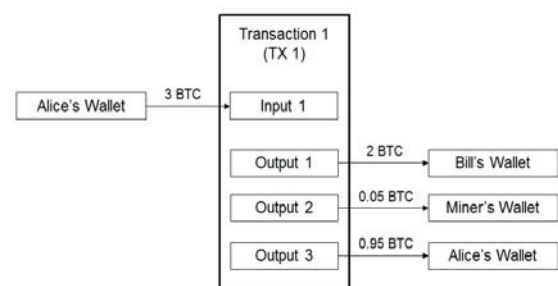 Transaction 1
(TX 1)
3 BTC
Alice's Wallet
Input 1
2 BTC
Output 1
Bill's Wallet
0.05 BTC
Output 2
Miner's Wallet
0.95 BTC
Output 3
Alice's Wallet